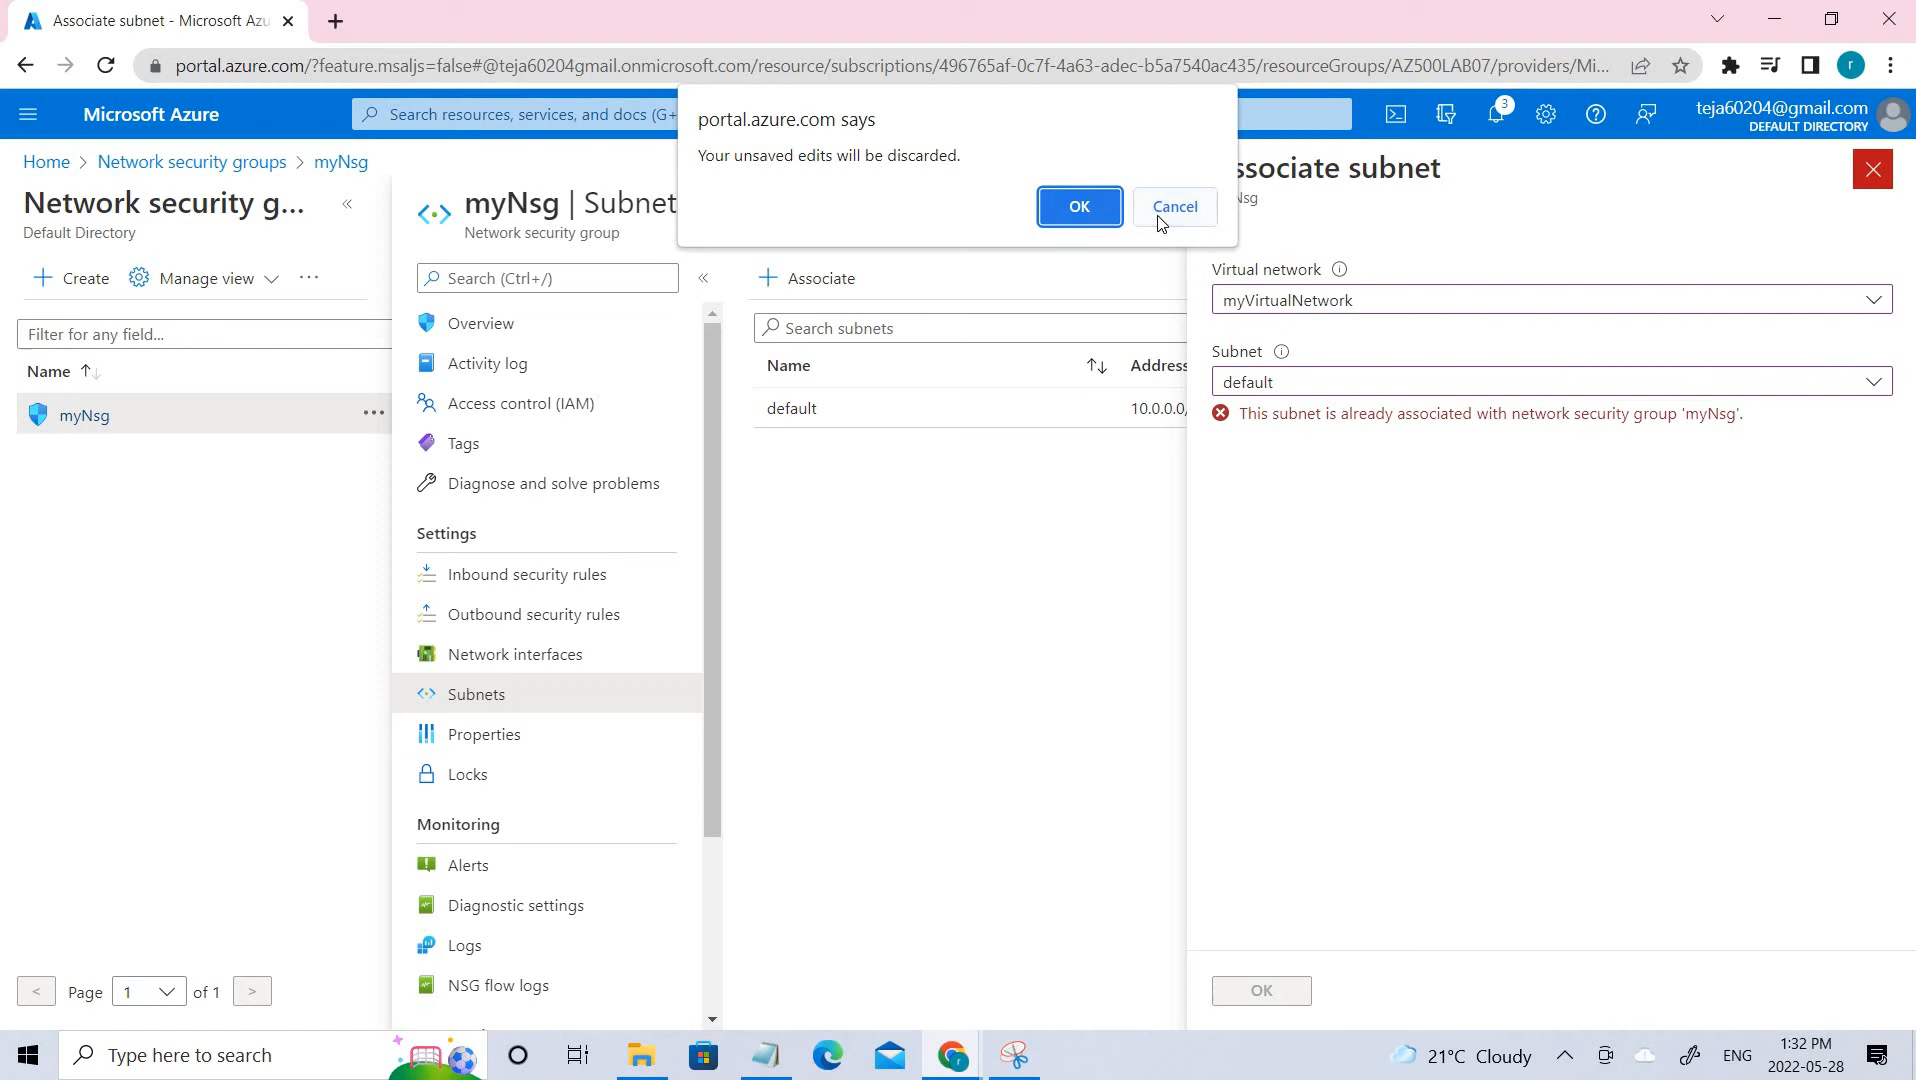 Associate subnet - Microsoft Azu
portal.azure.com/?feature.msaljs=false#@teja60204gmail.onmicrosoft.com/resource/subscriptions/496765af-0c7f-4a63-adec-b5a7540ac435/resourceGroups/AZ500LAB07/providers/Mi...
r
Microsoft Azure
Search resources, services, and docs (G+
3
teja60204@gmail.com
DEFAULT DIRECTORY
portal.azure.com says
Your unsaved edits will be discarded.
OK
Cancel
Home > Network security groups > myNsg
Network security g...
Default Directory
Create
Manage view
Filter for any field...
Name
myNsg
< Page 1 of 1 >
myNsg | Subnet
Network security group
Search (Ctrl+/)
Overview
Activity log
Access control (IAM)
Tags
Diagnose and solve problems
Settings
Inbound security rules
Outbound security rules
Network interfaces
Subnets
Properties
Locks
Monitoring
Alerts
Diagnostic settings
Logs
NSG flow logs
Associate
Search subnets
Name Address
default 10.0.0.0/
ssociate subnet
Nsg
Virtual network
myVirtualNetwork
Subnet
default
This subnet is already associated with network security group 'myNsg'.
OK
Type here to search
21°C Cloudy
ENG
1:32 PM
2022-05-28